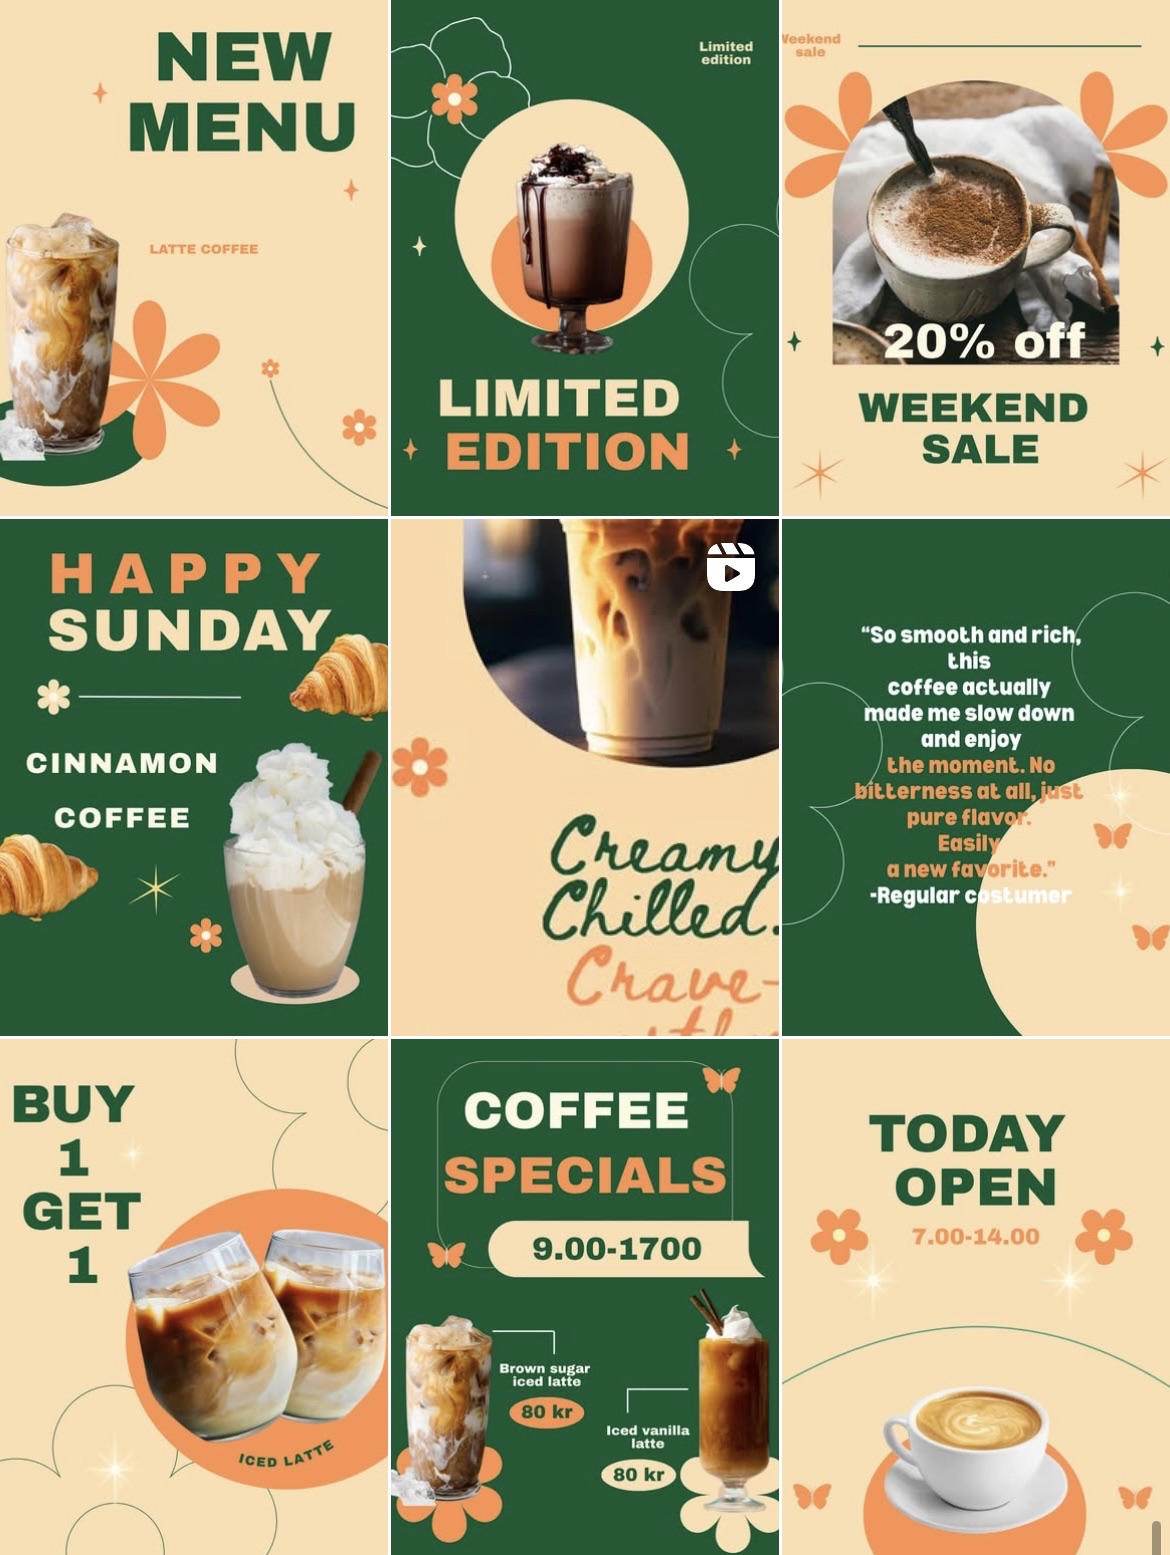 NEW
MENU
LATTE COFFEE
Limited
edition
LIMITED
EDITION
Weekend
sale
20% off
WEEKEND
SALE
HAPPY
SUNDAY
CINNAMON
COFFEE
Creamy
Chilled.
Crave-
“So smooth and rich,
this
coffee actually
made me slow down
and enjoy
the moment. No
bitterness at all, just
pure flavor.
Easily
a new favorite.”
-Regular costumer
BUY
1
GET
1
ICED LATTE
COFFEE
SPECIALS
9.00-1700
Brown sugar
iced latte
80 kr
Iced vanilla
latte
80 kr
TODAY
OPEN
7.00-14.00